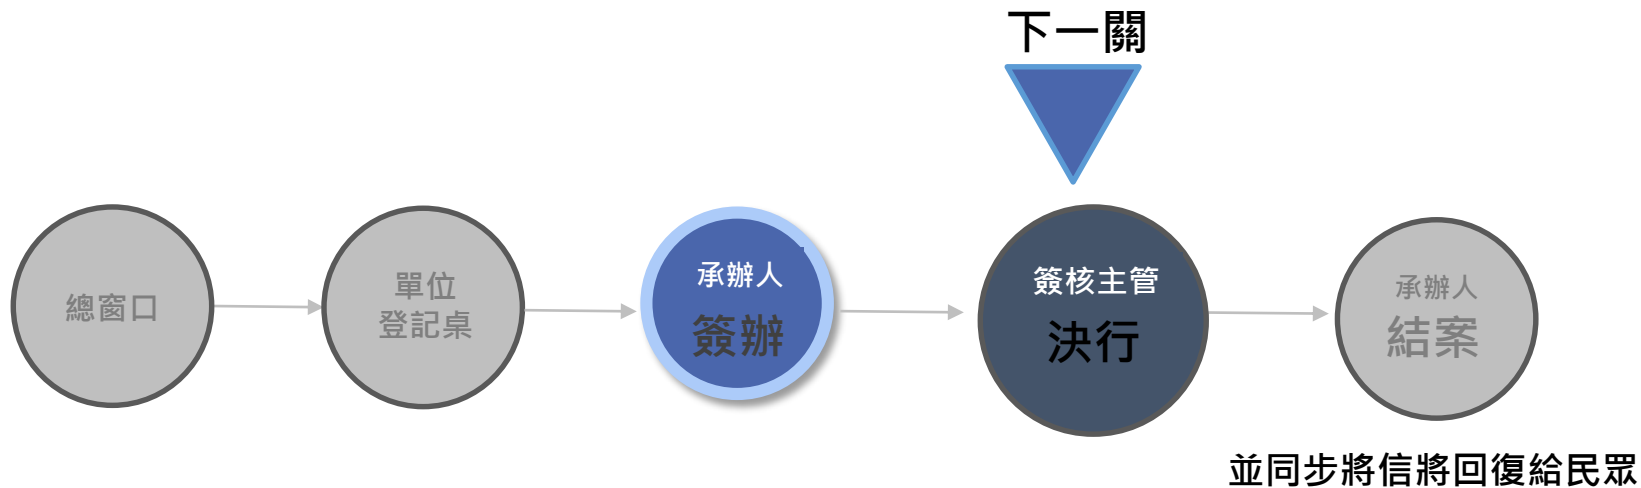 下一關
總窗口
單位
登記桌
承辦人
簽辦
簽核主管
決行
承辦人
結案
並同步將信將回復給民眾